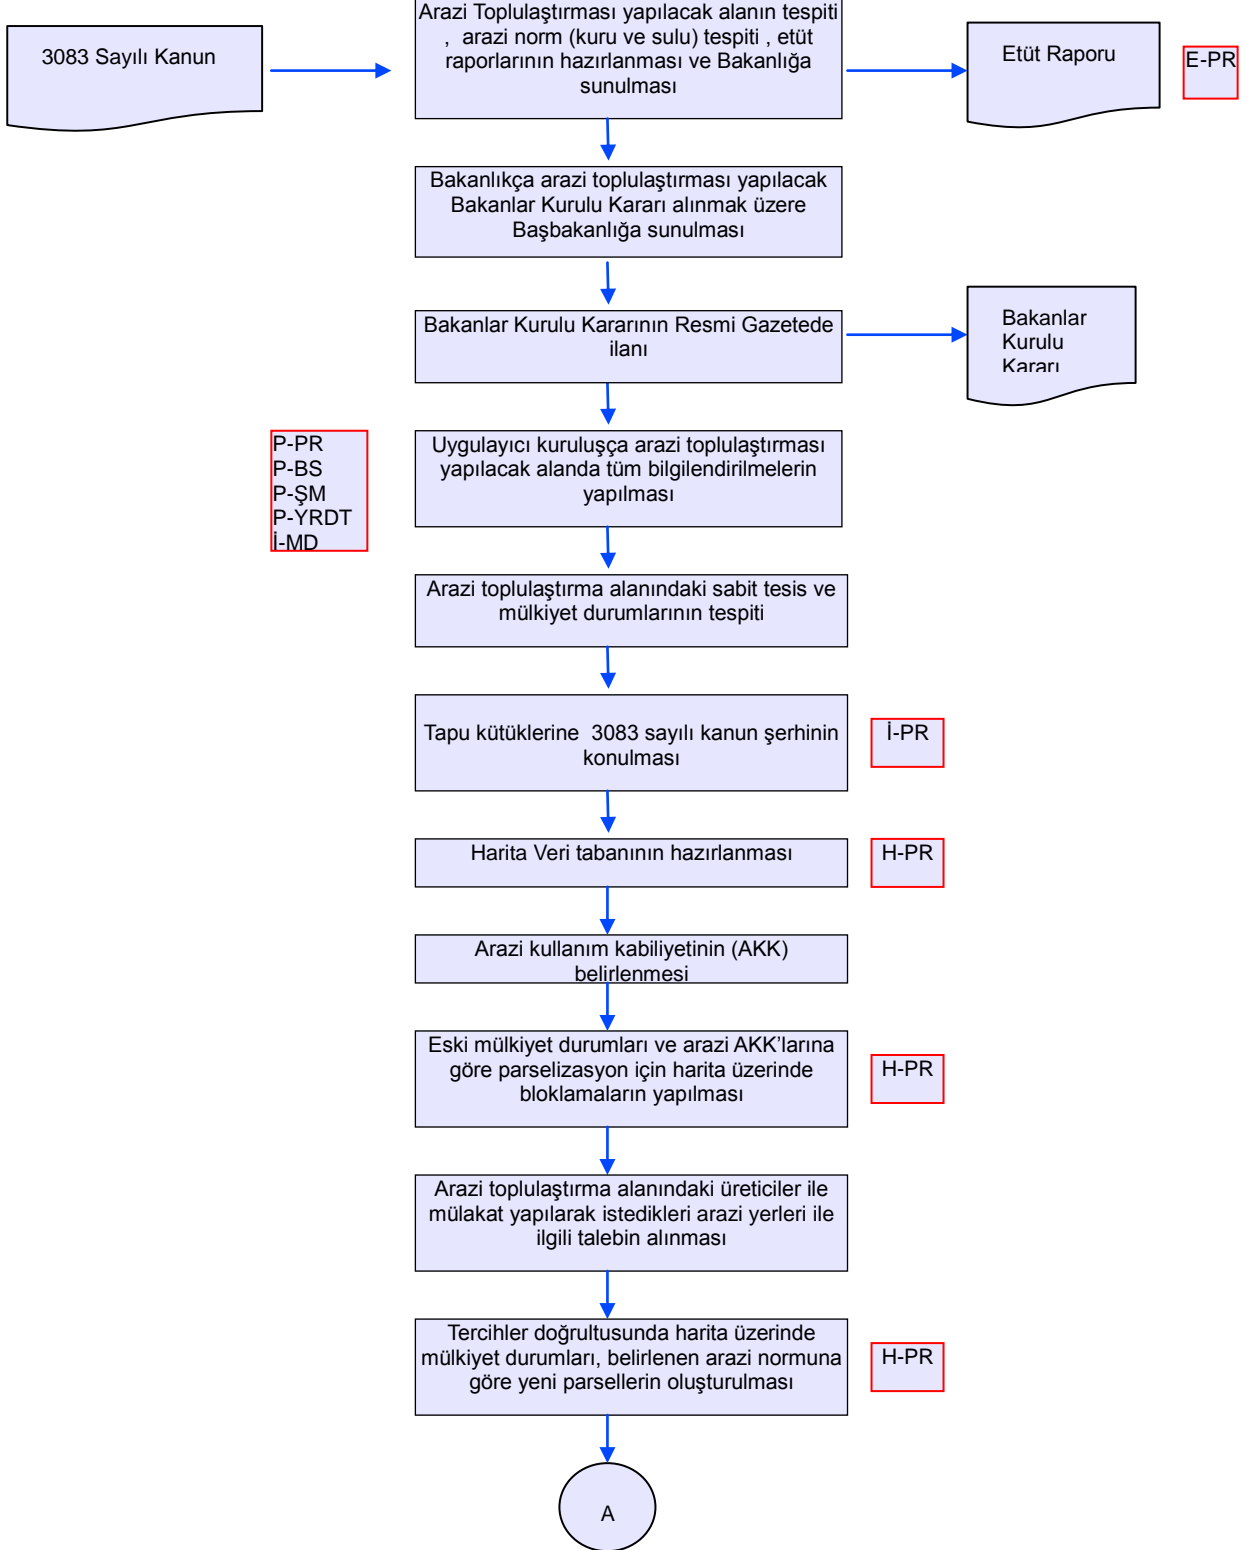 3083 Sayılı Kanun
Arazi Toplulaştırması yapılacak alanın tespiti
, arazi norm (kuru ve sulu) tespiti , etüt
raporlarının hazırlanması ve Bakanlığa
sunulması
Etüt Raporu
E-PR
Bakanlıkça arazi toplulaştırması yapılacak
Bakanlar Kurulu Kararı alınmak üzere
Başbakanlığa sunulması
Bakanlar Kurulu Kararının Resmi Gazetede
ilanı
Bakanlar
Kurulu
Kararı
P-PR
P-BS
P-ŞM
P-YRDT
İ-MD
Uygulayıcı kuruluşça arazi toplulaştırması
yapılacak alanda tüm bilgilendirilmelerin
yapılması
Arazi toplulaştırma alanındaki sabit tesis ve
mülkiyet durumlarının tespiti
Tapu kütüklerine 3083 sayılı kanun şerhinin
konulması
İ-PR
Harita Veri tabanının hazırlanması
H-PR
Arazi kullanım kabiliyetinin (AKK)
belirlenmesi
Eski mülkiyet durumları ve arazi AKK’larına
göre parselizasyon için harita üzerinde
bloklamaların yapılması
H-PR
Arazi toplulaştırma alanındaki üreticiler ile
mülakat yapılarak istedikleri arazi yerleri ile
ilgili talebin alınması
Tercihler doğrultusunda harita üzerinde
mülkiyet durumları, belirlenen arazi normuna
göre yeni parsellerin oluşturulması
H-PR
A